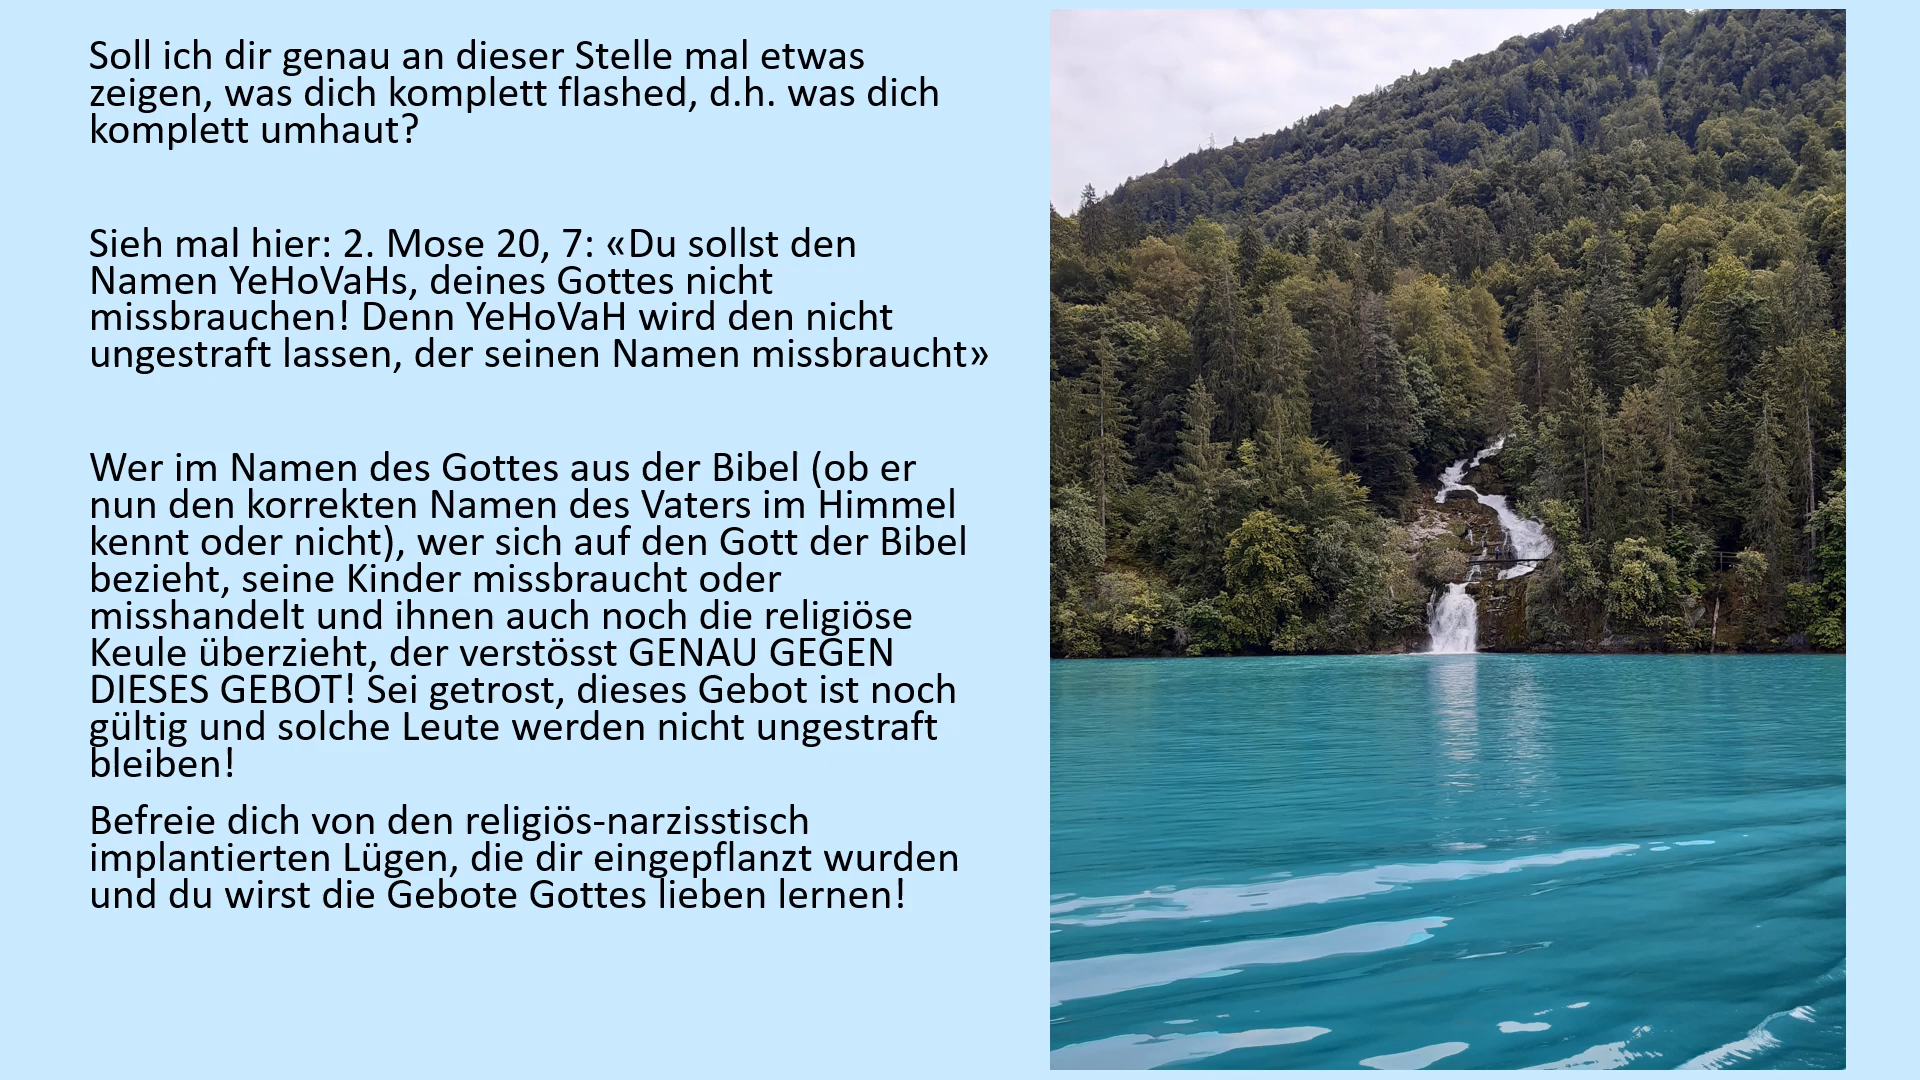 Soll ich dir genau an dieser Stelle mal etwas
zeigen, was dich komplett flashed, d.h. was dich
komplett umhaut?
Sieh mal hier: 2. Mose 20, 7: «Du sollst den
Namen YeHoVaHs, deines Gottes nicht
missbrauchen! Denn YeHoVaH wird den nicht
ungestraft lassen, der seinen Namen missbraucht»
Wer im Namen des Gottes aus der Bibel (ob er
nun den korrekten Namen des Vaters im Himmel
kennt oder nicht), wer sich auf den Gott der Bibel
bezieht, seine Kinder missbraucht oder
misshandelt und ihnen auch noch die religiöse
Keule überzieht, der verstösst GENAU GEGEN
DIESES GEBOT! Sei getrost, dieses Gebot ist noch
gültig und solche Leute werden nicht ungestraft
bleiben!
Befreie dich von den religiös-narzisstisch
implantierten Lügen, die dir eingepflanzt wurden
und du wirst die Gebote Gottes lieben lernen!